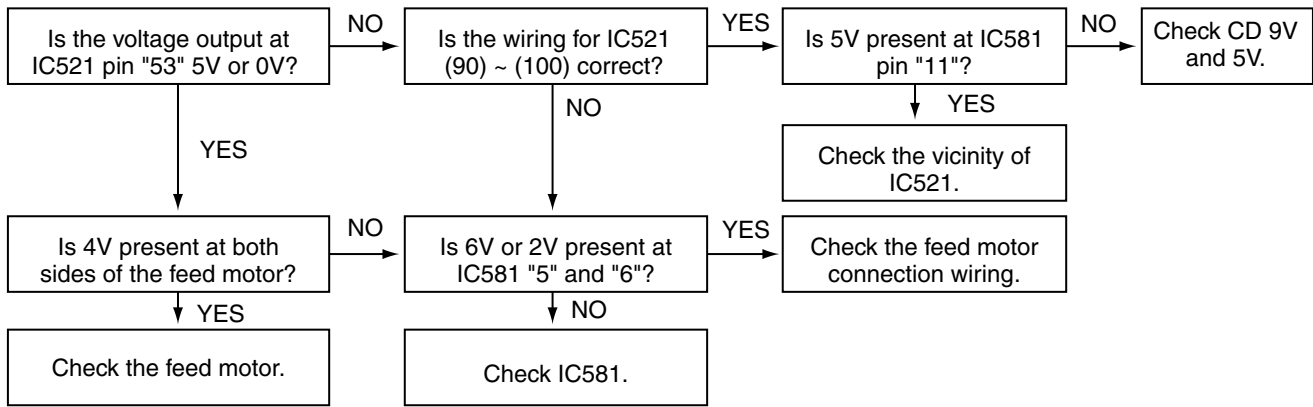 Is the voltage output at
IC521 pin "53" 5V or 0V?
NO
Is the wiring for IC521
(90) ~ (100) correct?
YES
Is 5V present at IC581
pin "11"?
NO
Check CD 9V
and 5V.
YES
NO
YES
Check the vicinity of
IC521.
Is 4V present at both
sides of the feed motor?
NO
Is 6V or 2V present at
IC581 "5" and "6"?
YES
Check the feed motor
connection wiring.
YES
NO
Check the feed motor.
Check IC581.